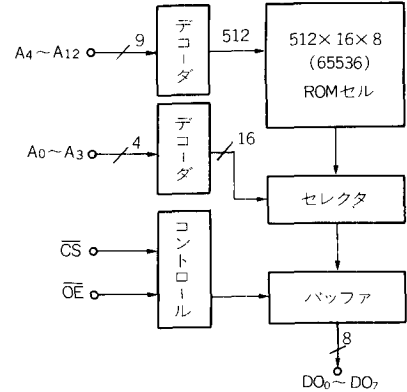 A4～A12
9
デコーダ
512
512×16×8
(65536)
ROMセル
A0～A3
4
デコーダ
16
セレクタ
CS
OE
コントロール
バッファ
8
DO0～DO7